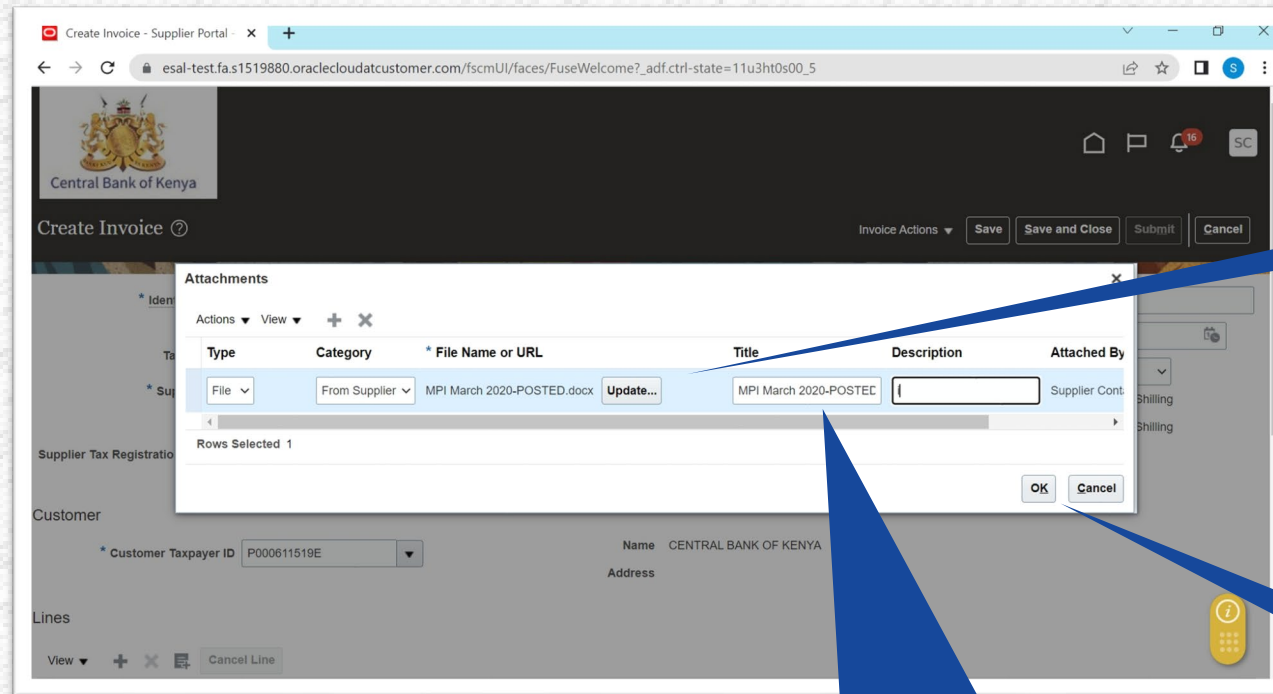 Create Invoice - Supplier Portal -
esal-test.fa.s1519880.oraclecloudatcustomer.com/fscmUI/faces/FuseWelcome?_adf.ctrl-state=11u3ht0s00_5
S
Central Bank of Kenya
16
SC
Create Invoice
Invoice Actions Save Save and Close Submit Cancel
Attachments
Actions View
Type Category * File Name or URL Title Description Attached By
File From Supplier MPI March 2020-POSTED.docx Update... MPI March 2020-POSTED
Supplier
Shilling
Shilling
Rows Selected 1
Supplier Tax
OK Cancel
Customer
* Customer Taxpayer ID P000611519E
Name CENTRAL BANK OF KENYA
Address
Lines
View Cancel Line